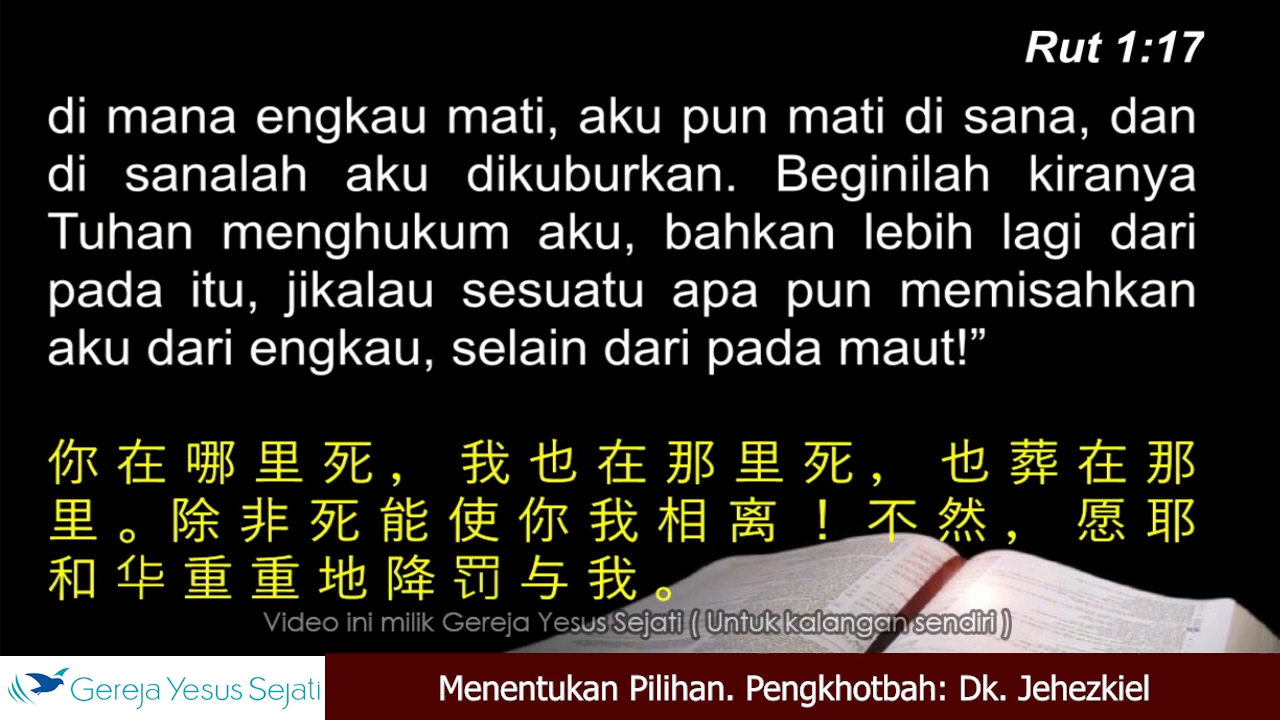 Rut 1:17
di mana engkau mati, aku pun mati di sana, dan
di sanalah aku dikuburkan. Beginilah kiranya
Tuhan menghukum aku, bahkan lebih lagi dari
pada itu, jikalau sesuatu apa pun memisahkan
aku dari engkau, selain dari pada maut!”
你在哪里死，我也在那里死，也葬在那
里。除非死能使你我相离！不然，愿耶
和华重重地降罚与我。
Video ini milik Gereja Yesus Sejati ( Untuk kalangan sendiri )
Gereja Yesus Sejati
Menentukan Pilihan. Pengkhotbah: Dk. Jehezkiel